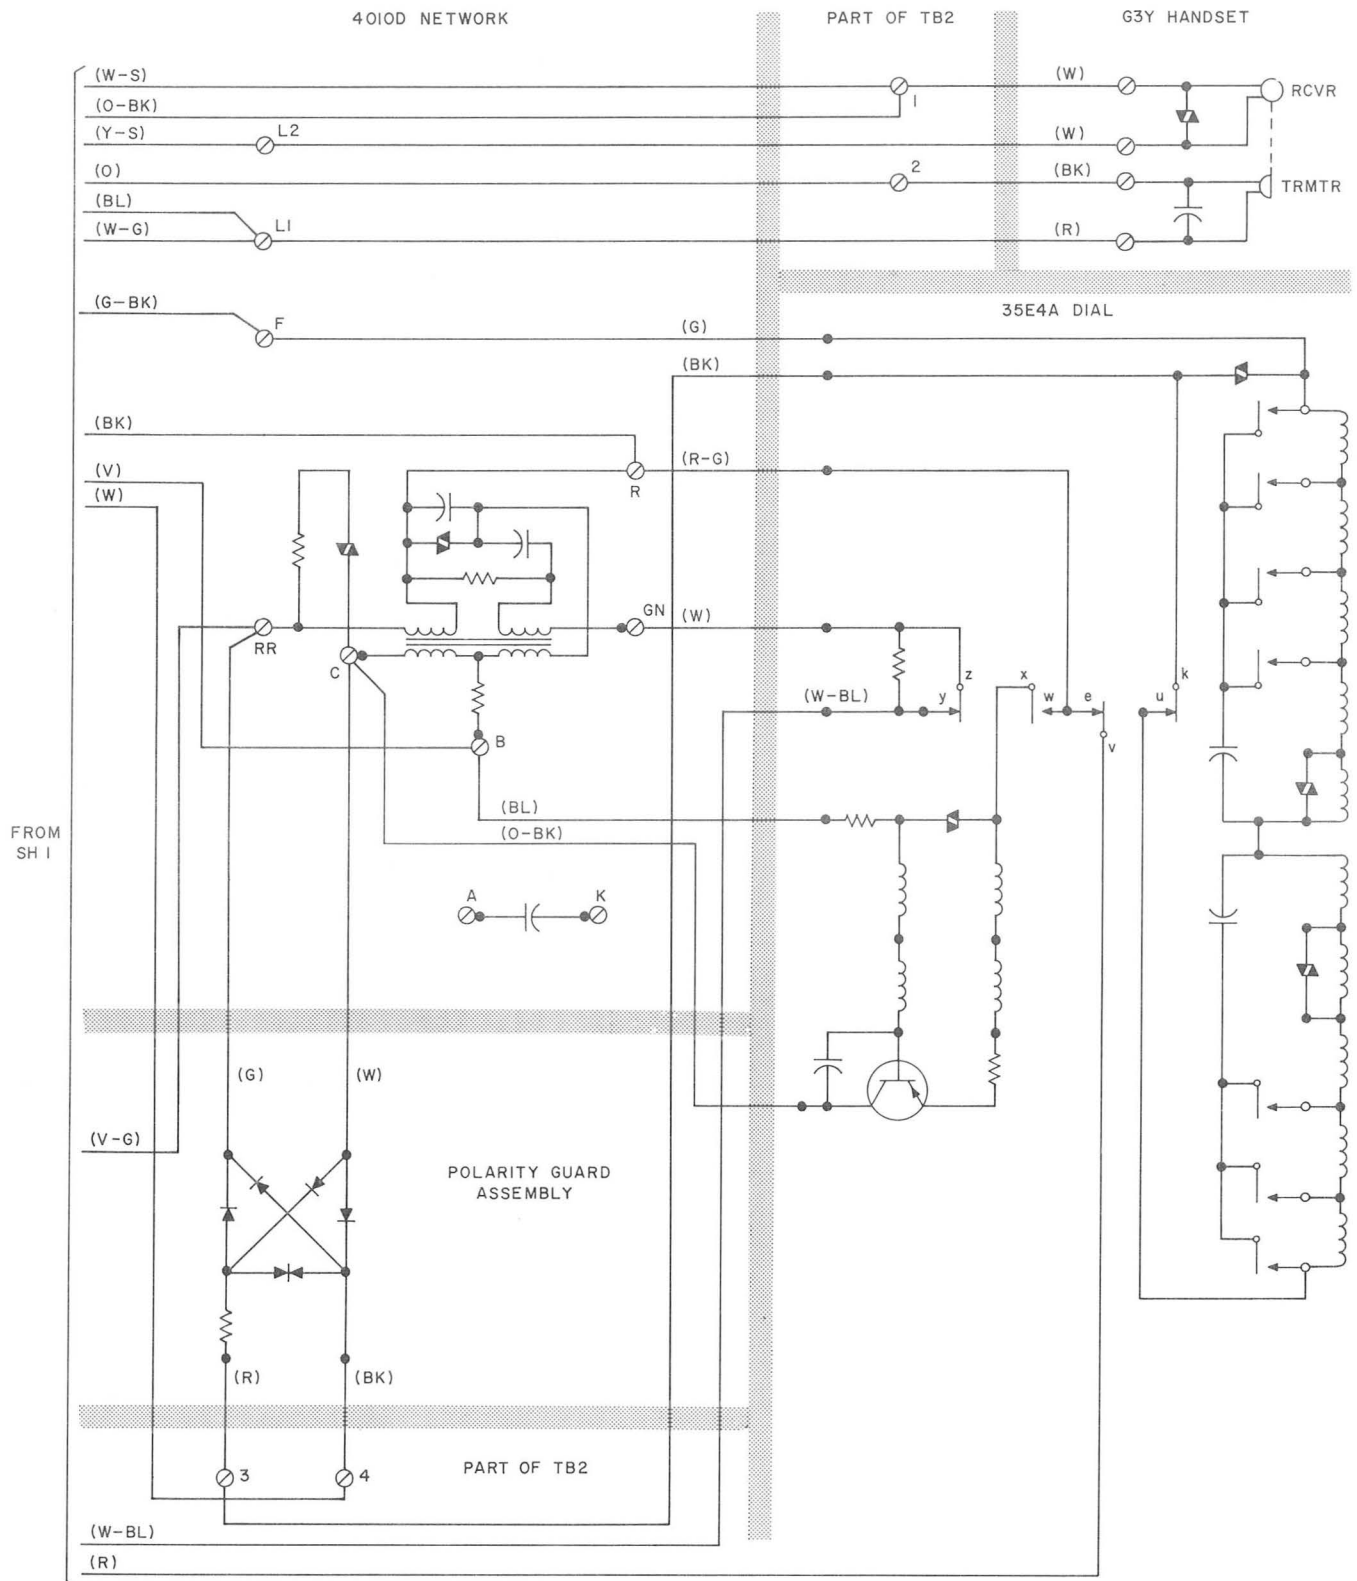 4010D NETWORK
PART OF TB2
G3Y HANDSET
(W-S)
(W)
RCVR
1
(O-BK)
(Y-S)
L2
(W)
(O)
2
(BK)
TRMTR
(BL)
L1
(W-G)
(R)
(G-BK)
35E4A DIAL
F
(G)
(BK)
(BK)
(R-G)
(V)
R
(W)
GN
(W)
RR
C
z
x
k
(W-BL)
y
w
e
u
B
v
(BL)
FROM
SH 1
(O-BK)
A
K
(G)
(W)
(V-G)
POLARITY GUARD
ASSEMBLY
(R)
(BK)
3
4
PART OF TB2
(W-BL)
(R)